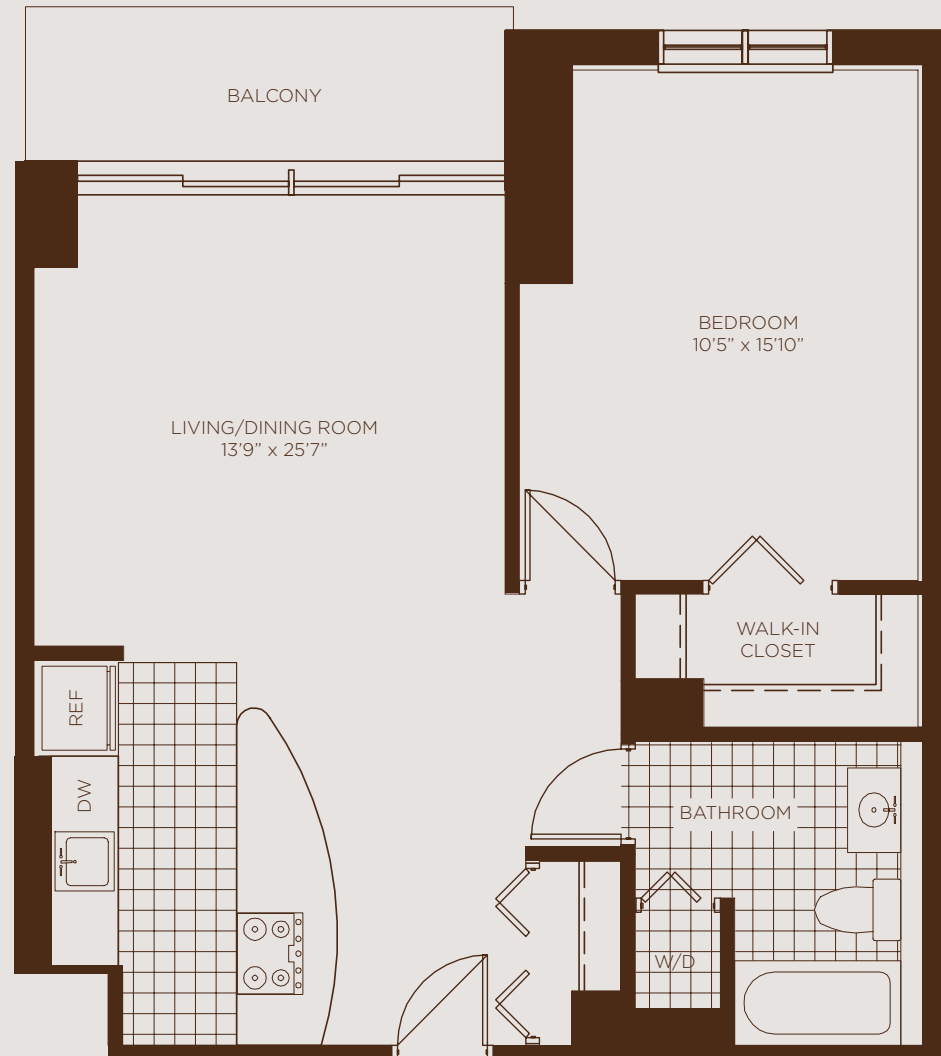 BALCONY
BEDROOM
10’5” x 15’10”
LIVING/DINING ROOM
13’9” x 25’7”
WALK-IN
CLOSET
REF
DW
BATHROOM
W/D